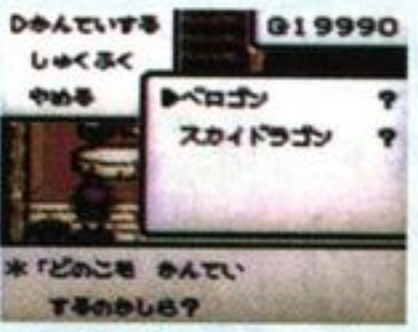 ▶かんていする
しゅくふく
やめる
G19990
▶ベロゴン ?
スカイドラゴン ?
*「どのこを かんてい
するのかしら?